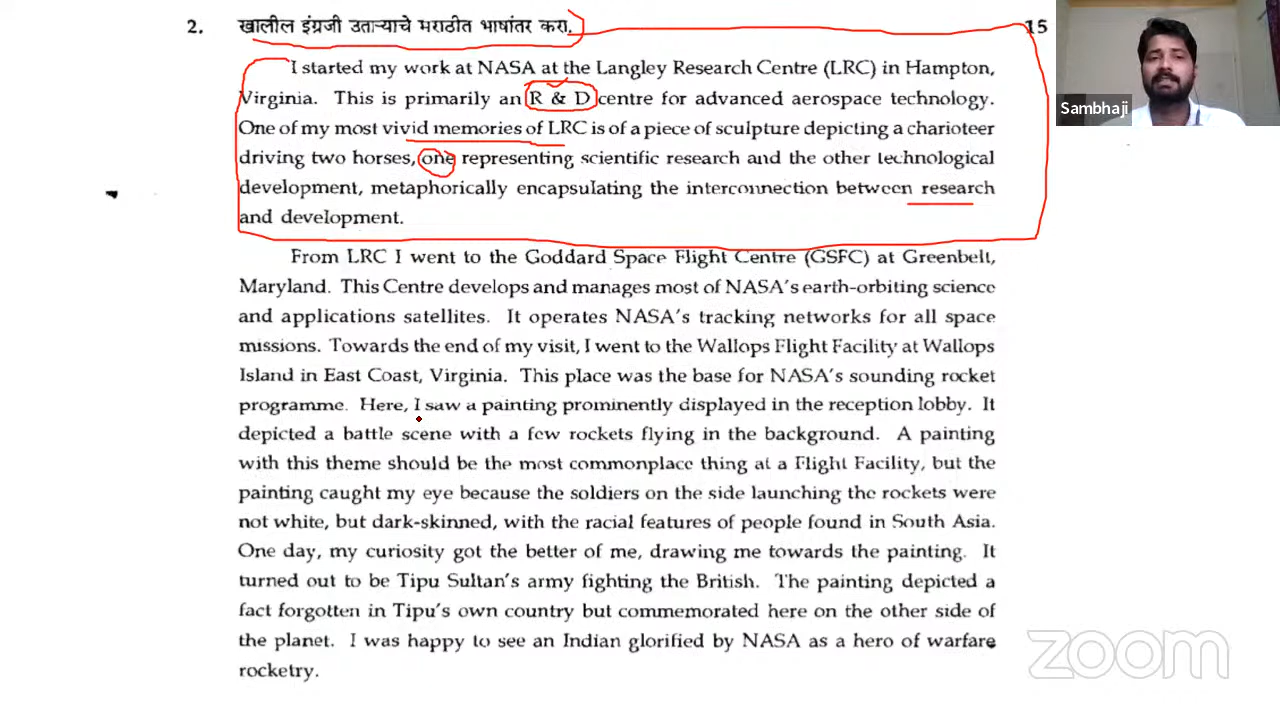 2. खालील इंग्रजी उताऱ्याचे मराठीत भाषांतर करा. 15
I started my work at NASA at the Langley Research Centre (LRC) in Hampton,
Virginia. This is primarily an R & D centre for advanced aerospace technology.
One of my most vivid memories of LRC is of a piece of sculpture depicting a charioteer
driving two horses, one representing scientific research and the other technological
development, metaphorically encapsulating the interconnection between research
and development.
From LRC I went to the Goddard Space Flight Centre (GSFC) at Greenbelt,
Maryland. This Centre develops and manages most of NASA's earth-orbiting science
and applications satellites. It operates NASA's tracking networks for all space
missions. Towards the end of my visit, I went to the Wallops Flight Facility at Wallops
Island in East Coast, Virginia. This place was the base for NASA's sounding rocket
programme. Here, I saw a painting prominently displayed in the reception lobby. It
depicted a battle scene with a few rockets flying in the background. A painting
with this theme should be the most commonplace thing at a Flight Facility, but the
painting caught my eye because the soldiers on the side launching the rockets were
not white, but dark-skinned, with the racial features of people found in South Asia.
One day, my curiosity got the better of me, drawing me towards the painting. It
turned out to be Tipu Sultan's army fighting the British. The painting depicted a
fact forgotten in Tipu's own country but commemorated here on the other side of
the planet. I was happy to see an Indian glorified by NASA as a hero of warfare
rocketry.
Sambhaji
zoom